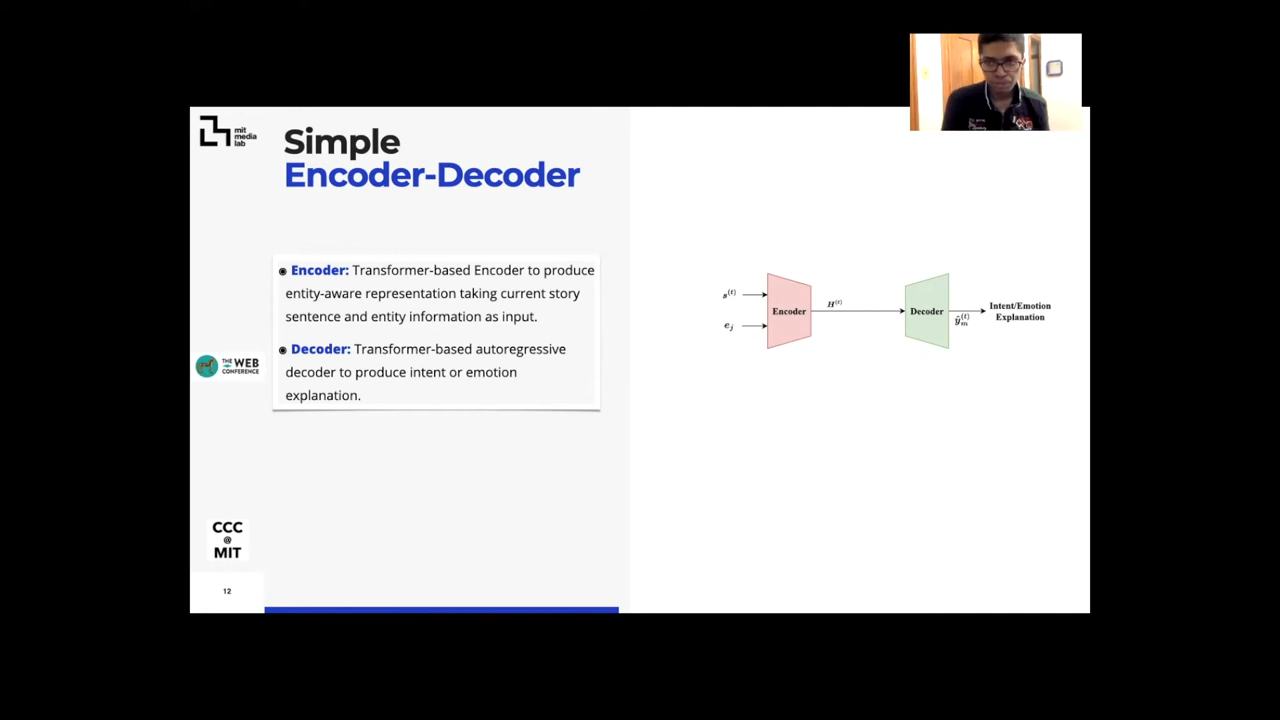 mit
media
lab
Simple
Encoder-Decoder
◉ Encoder: Transformer-based Encoder to produce
entity-aware representation taking current story
sentence and entity information as input.
◉ Decoder: Transformer-based autoregressive
decoder to produce intent or emotion
explanation.
THE WEB
CONFERENCE
CCC
@
MIT
12
s^(t)
e_j
Encoder
H^(t)
Decoder
ŷ_m^(t)
Intent/Emotion
Explanation